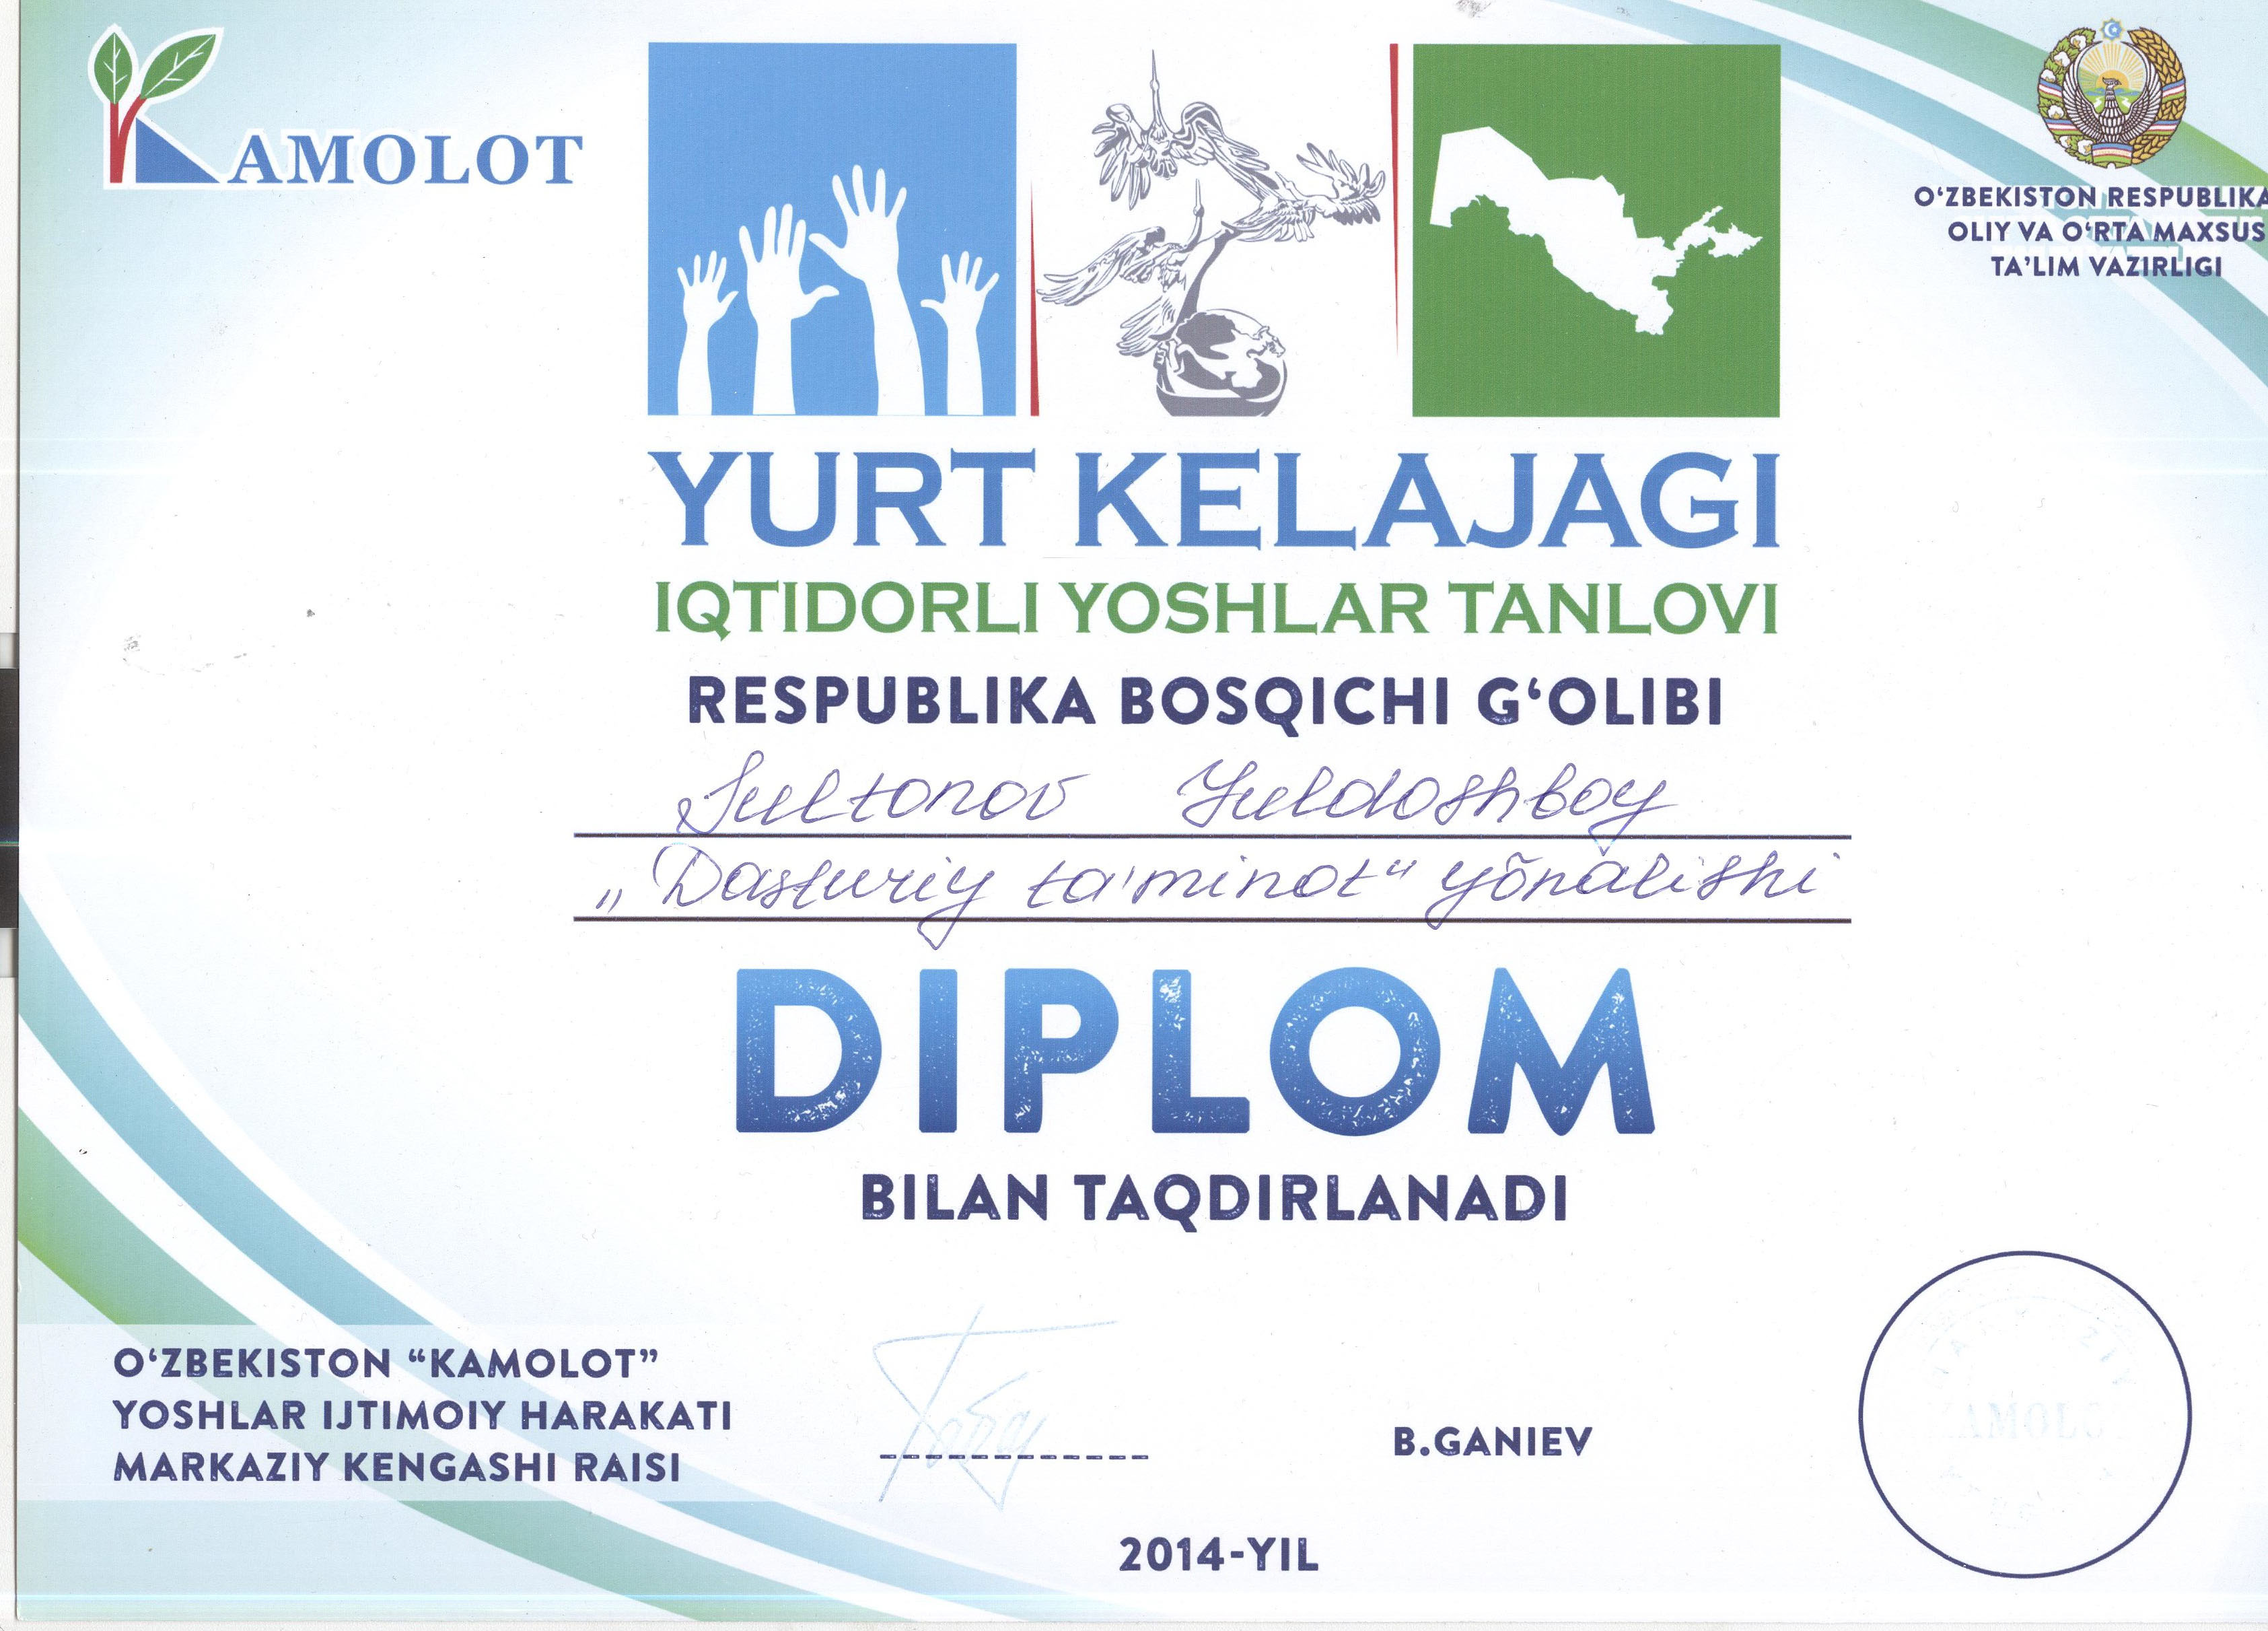 KAMOLOT
O‘ZBEKISTON RESPUBLIKA
OLIY VA O‘RTA MAXSUS
TA’LIM VAZIRLIGI
YURT KELAJAGI
IQTIDORLI YOSHLAR TANLOVI
RESPUBLIKA BOSQICHI G‘OLIBI
Sultonov Yuldoshboy
„Dasturiy ta'minot“ yõnalishi
DIPLOM
BILAN TAQDIRLANADI
O‘ZBEKISTON “KAMOLOT”
YOSHLAR IJTIMOIY HARAKATI
MARKAZIY KENGASHI RAISI
B.GANIEV
2014-YIL